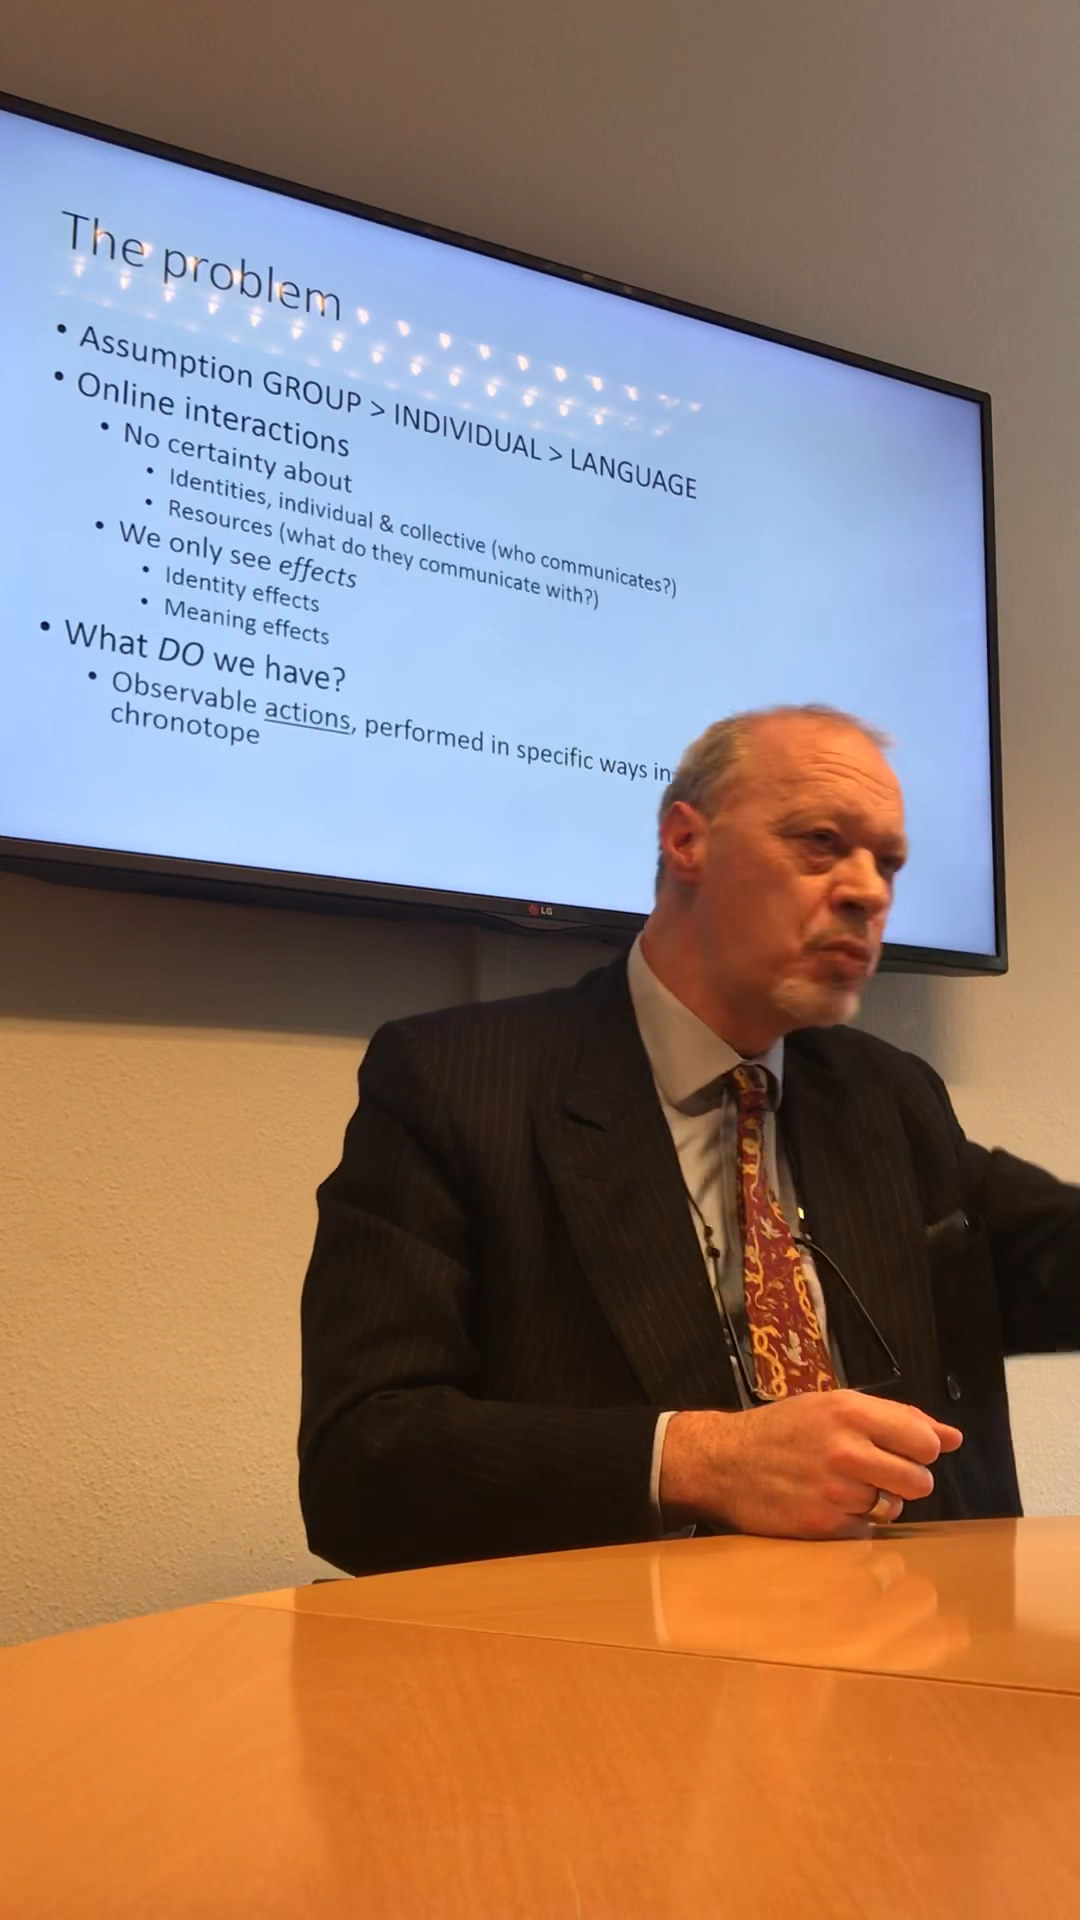 The problem
• Assumption GROUP > INDIVIDUAL > LANGUAGE
• Online interactions
• No certainty about
• Identities, individual & collective (who communicates?)
• Resources (what do they communicate with?)
• We only see effects
• Identity effects
• Meaning effects
• What DO we have?
• Observable actions, performed in specific ways in
chronotope
LG